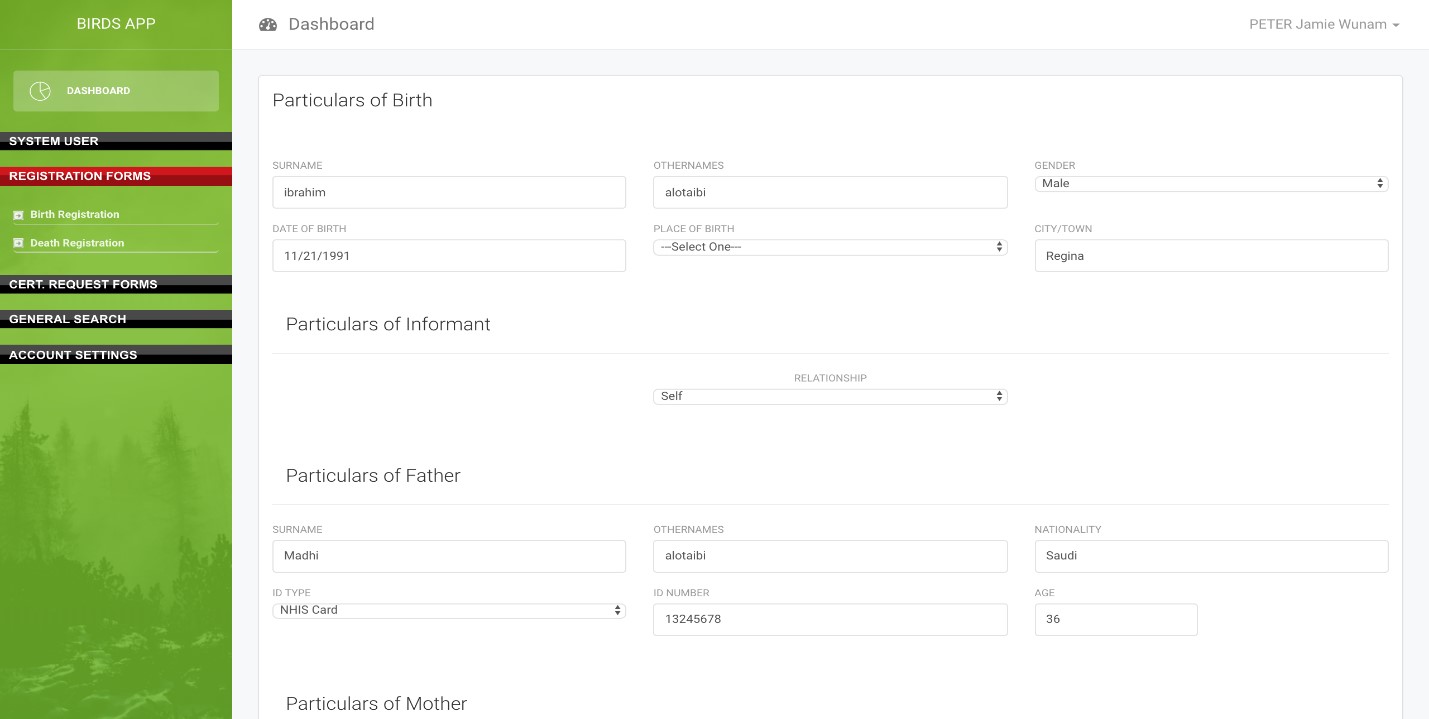 BIRDS APP
Dashboard
PETER Jamie Wunam
DASHBOARD
SYSTEM USER
REGISTRATION FORMS
Birth Registration
Death Registration
CERT. REQUEST FORMS
GENERAL SEARCH
ACCOUNT SETTINGS
Particulars of Birth
SURNAME OTHERNAMES GENDER
ibrahim alotaibi Male
DATE OF BIRTH PLACE OF BIRTH CITY/TOWN
11/21/1991 ---Select One--- Regina
Particulars of Informant
RELATIONSHIP
Self
Particulars of Father
SURNAME OTHERNAMES NATIONALITY
Madhi alotaibi Saudi
ID TYPE ID NUMBER AGE
NHIS Card 13245678 36
Particulars of Mother